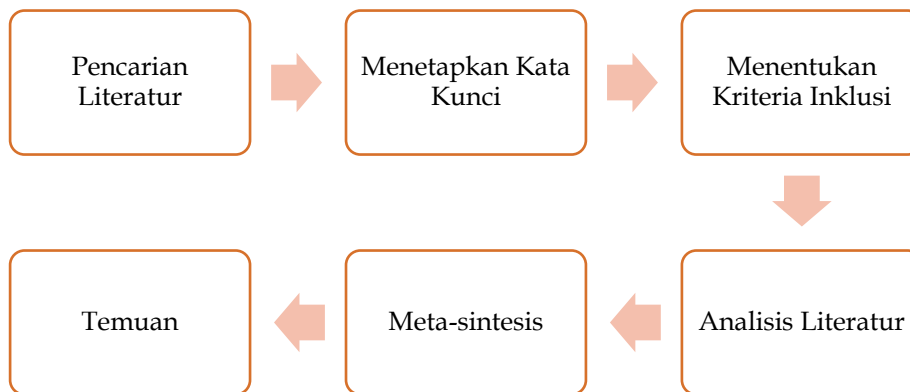 Pencarian
Literatur
Menetapkan Kata
Kunci
Menentukan
Kriteria Inklusi
Analisis Literatur
Meta-sintesis
Temuan